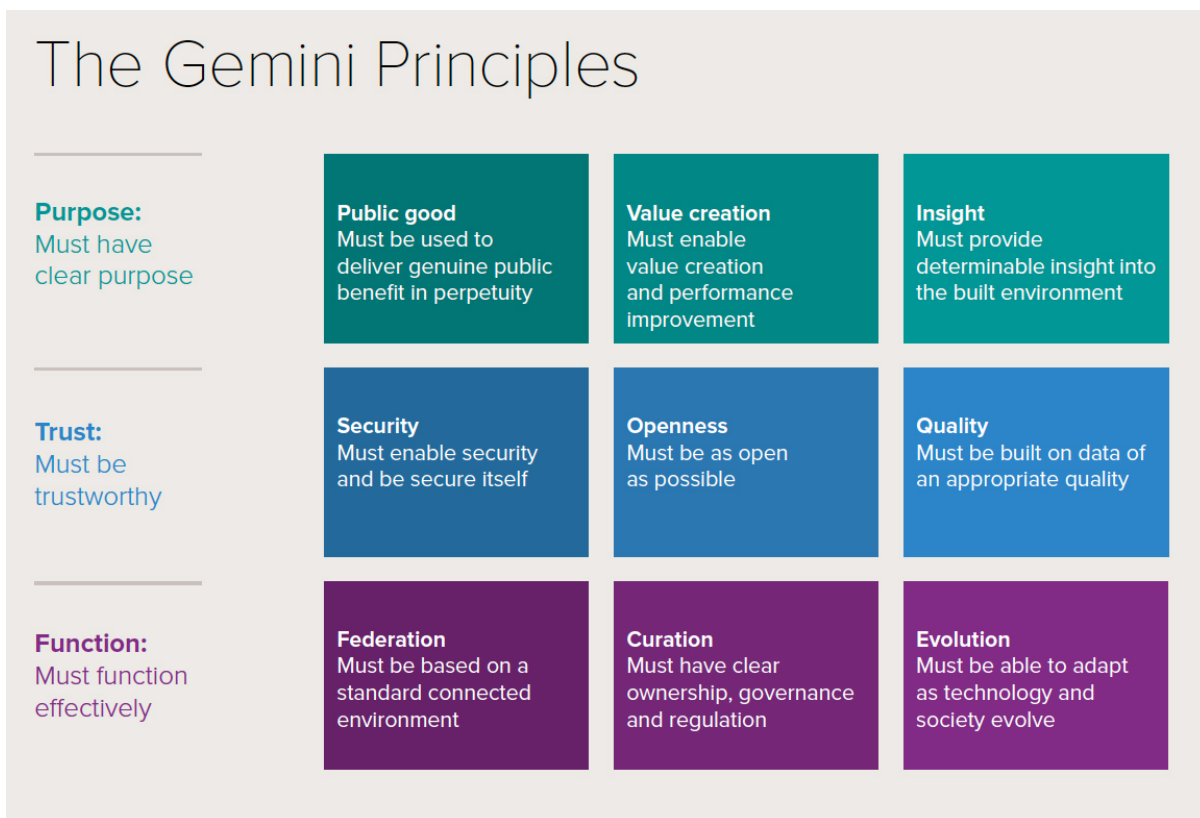 The Gemini Principles
Purpose:
Must have
clear purpose
Public good
Must be used to
deliver genuine public
benefit in perpetuity
Value creation
Must enable
value creation
and performance
improvement
Insight
Must provide
determinable insight into
the built environment
Trust:
Must be
trustworthy
Security
Must enable security
and be secure itself
Openness
Must be as open
as possible
Quality
Must be built on data of
an appropriate quality
Function:
Must function
effectively
Federation
Must be based on a
standard connected
environment
Curation
Must have clear
ownership, governance
and regulation
Evolution
Must be able to adapt
as technology and
society evolve